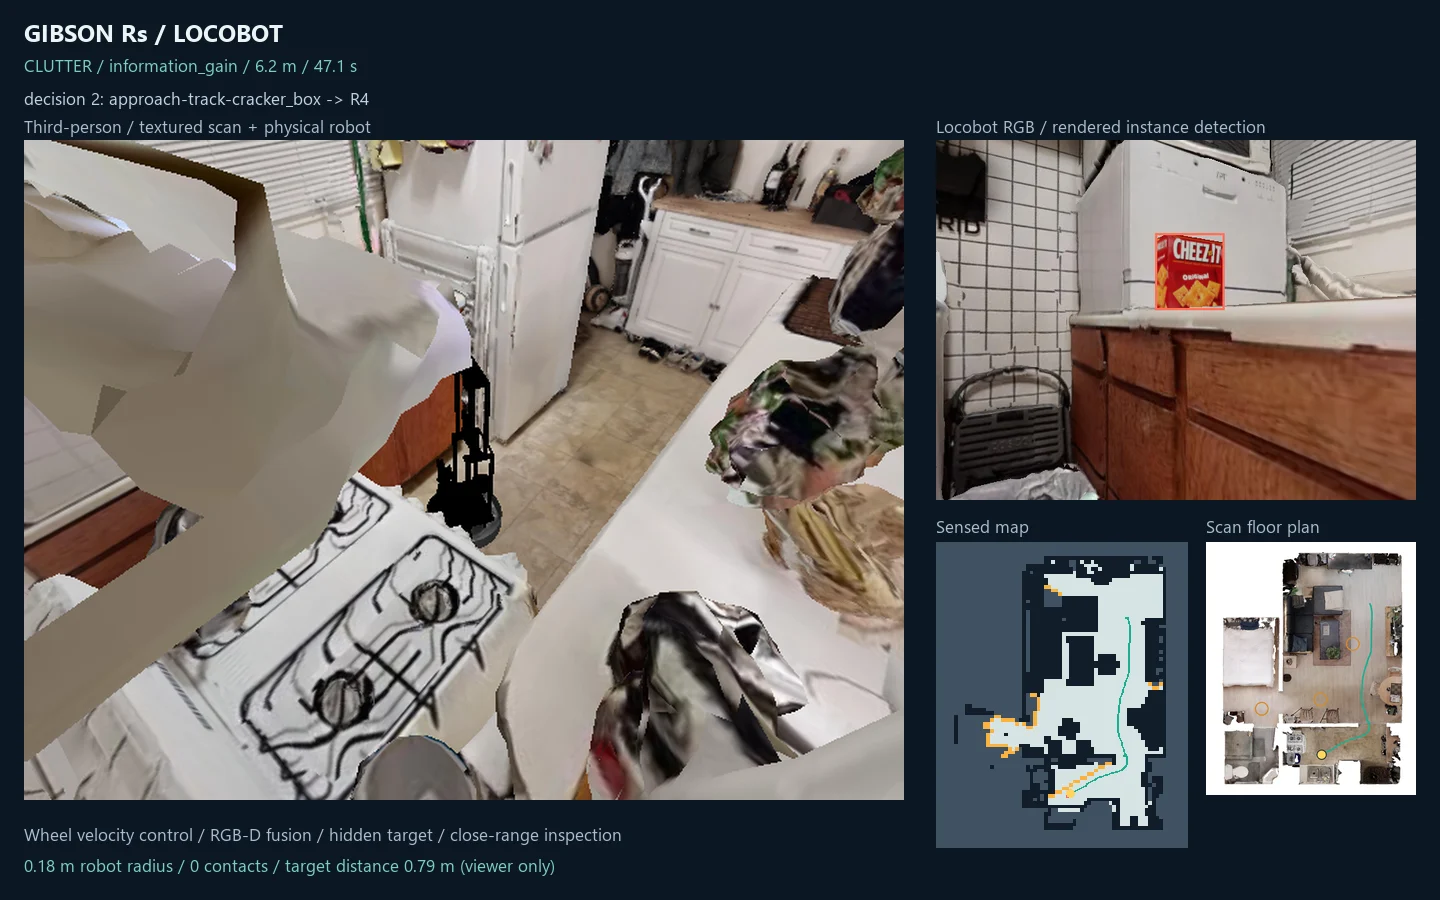 GIBSON Rs / LOCOBOT
CLUTTER / information_gain / 6.2 m / 47.1 s
decision 2: approach-track-cracker_box -> R4
Third-person / textured scan + physical robot
Locobot RGB / rendered instance detection
RID
CHEEZ-IT
Original
Sensed map
Scan floor plan
Wheel velocity control / RGB-D fusion / hidden target / close-range inspection
0.18 m robot radius / 0 contacts / target distance 0.79 m (viewer only)